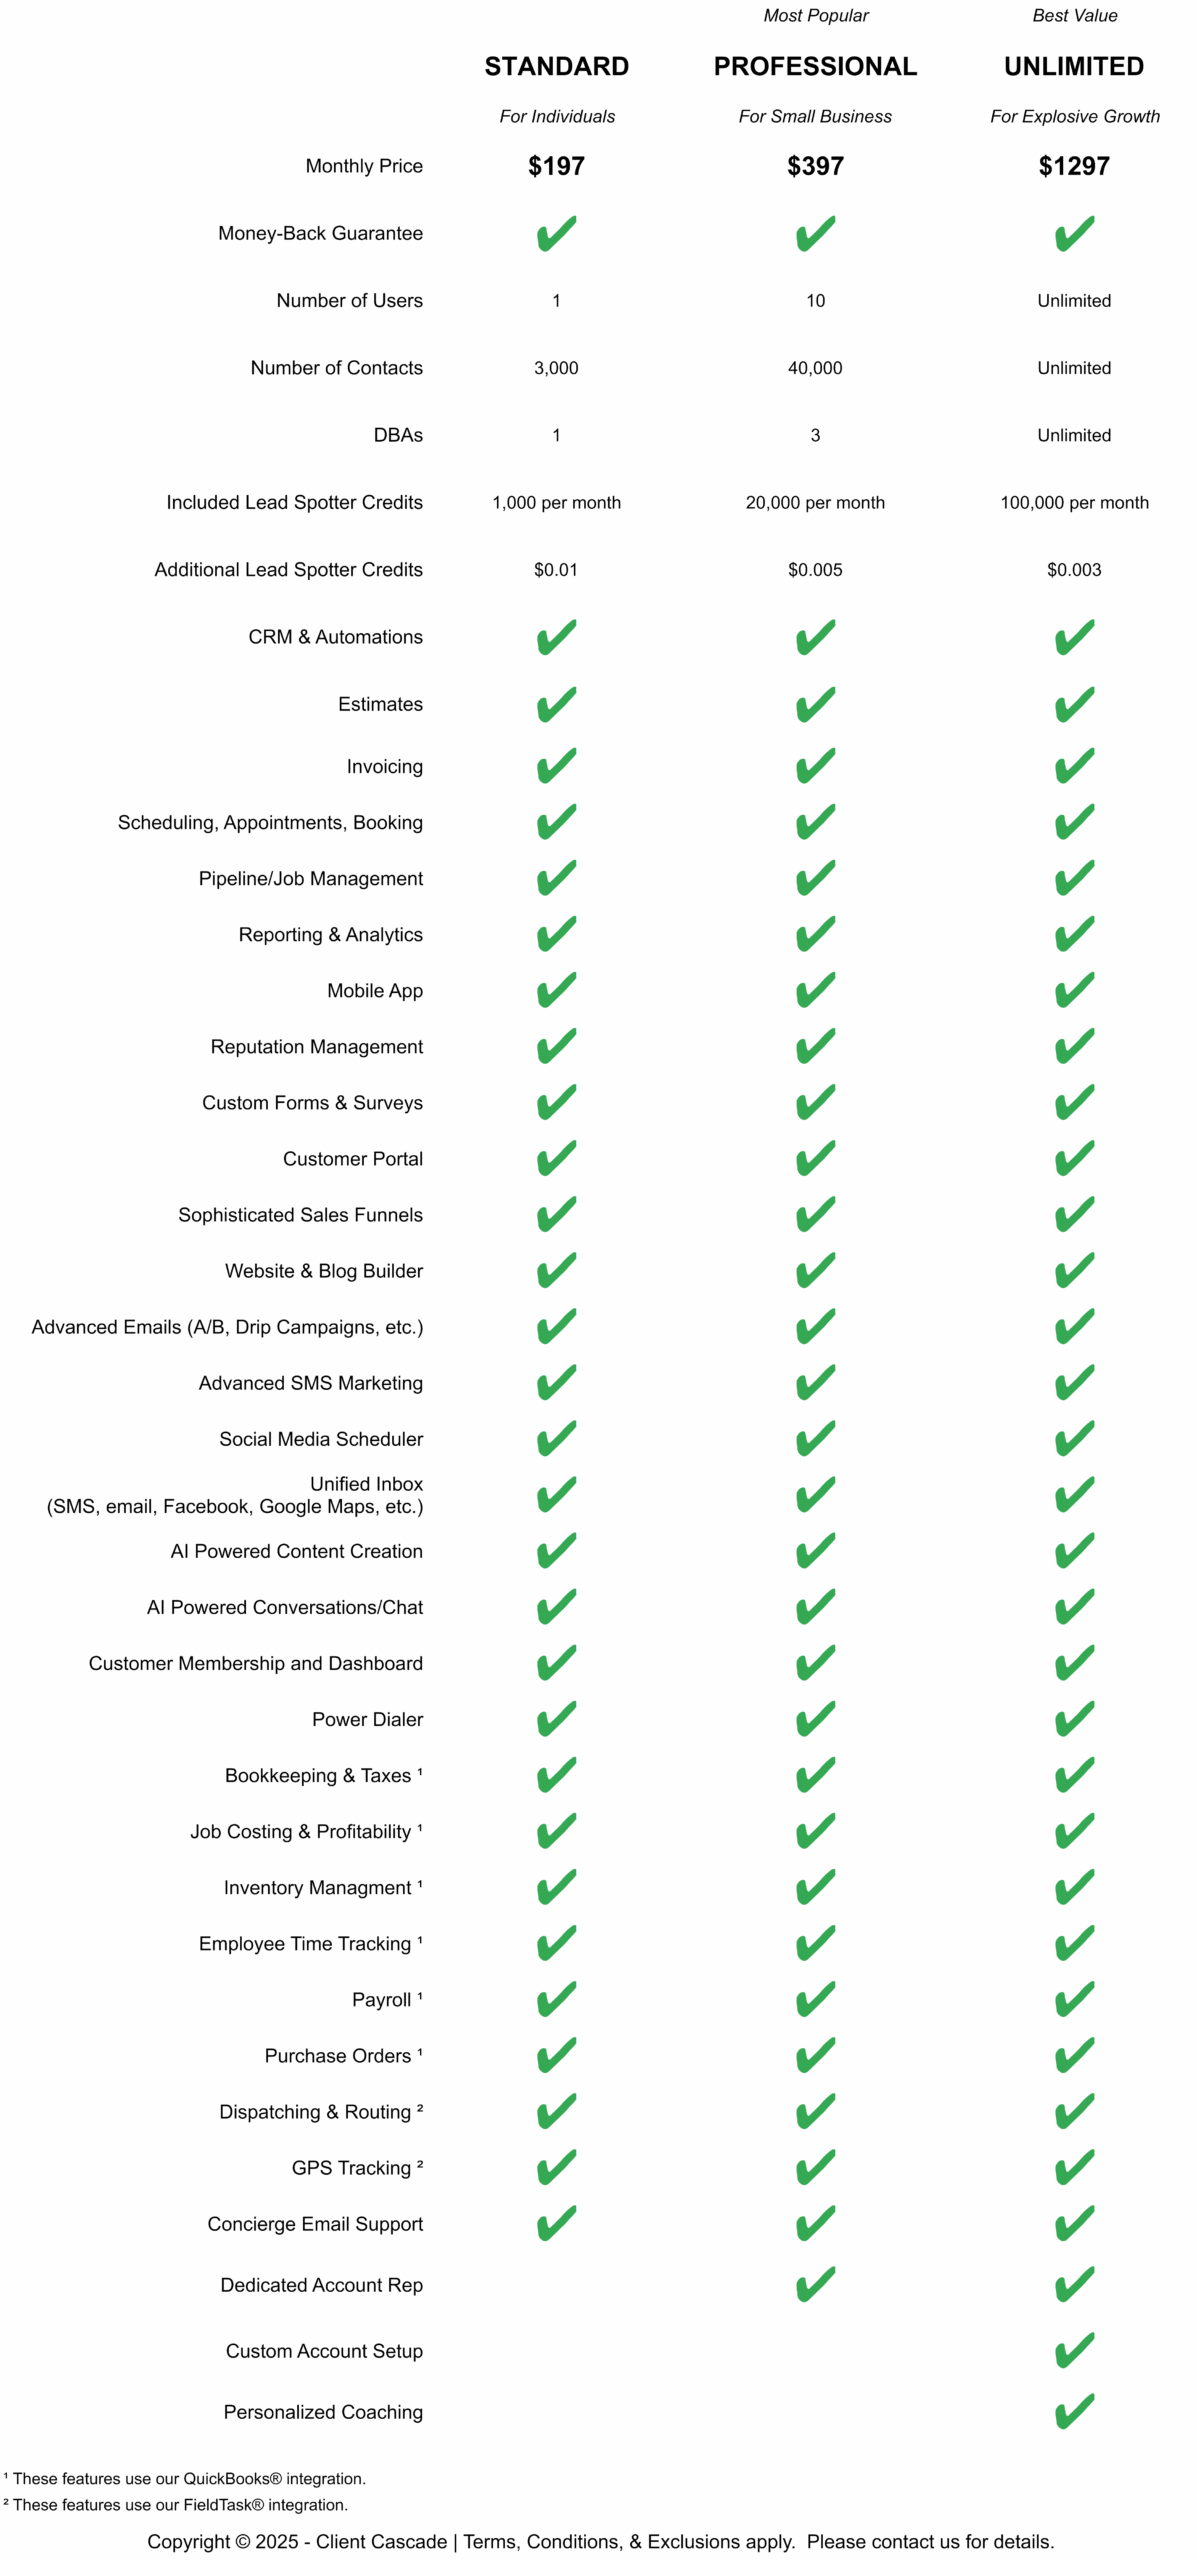 Most Popular Best Value
STANDARD PROFESSIONAL UNLIMITED
For Individuals For Small Business For Explosive Growth
Monthly Price $197 $397 $1297
Money-Back Guarantee ✔ ✔ ✔
Number of Users 1 10 Unlimited
Number of Contacts 3,000 40,000 Unlimited
DBAs 1 3 Unlimited
Included Lead Spotter Credits 1,000 per month 20,000 per month 100,000 per month
Additional Lead Spotter Credits $0.01 $0.005 $0.003
CRM & Automations ✔ ✔ ✔
Estimates ✔ ✔ ✔
Invoicing ✔ ✔ ✔
Scheduling, Appointments, Booking ✔ ✔ ✔
Pipeline/Job Management ✔ ✔ ✔
Reporting & Analytics ✔ ✔ ✔
Mobile App ✔ ✔ ✔
Reputation Management ✔ ✔ ✔
Custom Forms & Surveys ✔ ✔ ✔
Customer Portal ✔ ✔ ✔
Sophisticated Sales Funnels ✔ ✔ ✔
Website & Blog Builder ✔ ✔ ✔
Advanced Emails (A/B, Drip Campaigns, etc.) ✔ ✔ ✔
Advanced SMS Marketing ✔ ✔ ✔
Social Media Scheduler ✔ ✔ ✔
Unified Inbox
(SMS, email, Facebook, Google Maps, etc.) ✔ ✔ ✔
AI Powered Content Creation ✔ ✔ ✔
AI Powered Conversations/Chat ✔ ✔ ✔
Customer Membership and Dashboard ✔ ✔ ✔
Power Dialer ✔ ✔ ✔
Bookkeeping & Taxes ¹ ✔ ✔ ✔
Job Costing & Profitability ¹ ✔ ✔ ✔
Inventory Managment ¹ ✔ ✔ ✔
Employee Time Tracking ¹ ✔ ✔ ✔
Payroll ¹ ✔ ✔ ✔
Purchase Orders ¹ ✔ ✔ ✔
Dispatching & Routing ² ✔ ✔ ✔
GPS Tracking ² ✔ ✔ ✔
Concierge Email Support ✔ ✔ ✔
Dedicated Account Rep ✔ ✔
Custom Account Setup ✔
Personalized Coaching ✔
¹ These features use our QuickBooks® integration.
² These features use our FieldTask® integration.
Copyright © 2025 - Client Cascade | Terms, Conditions, & Exclusions apply. Please contact us for details.